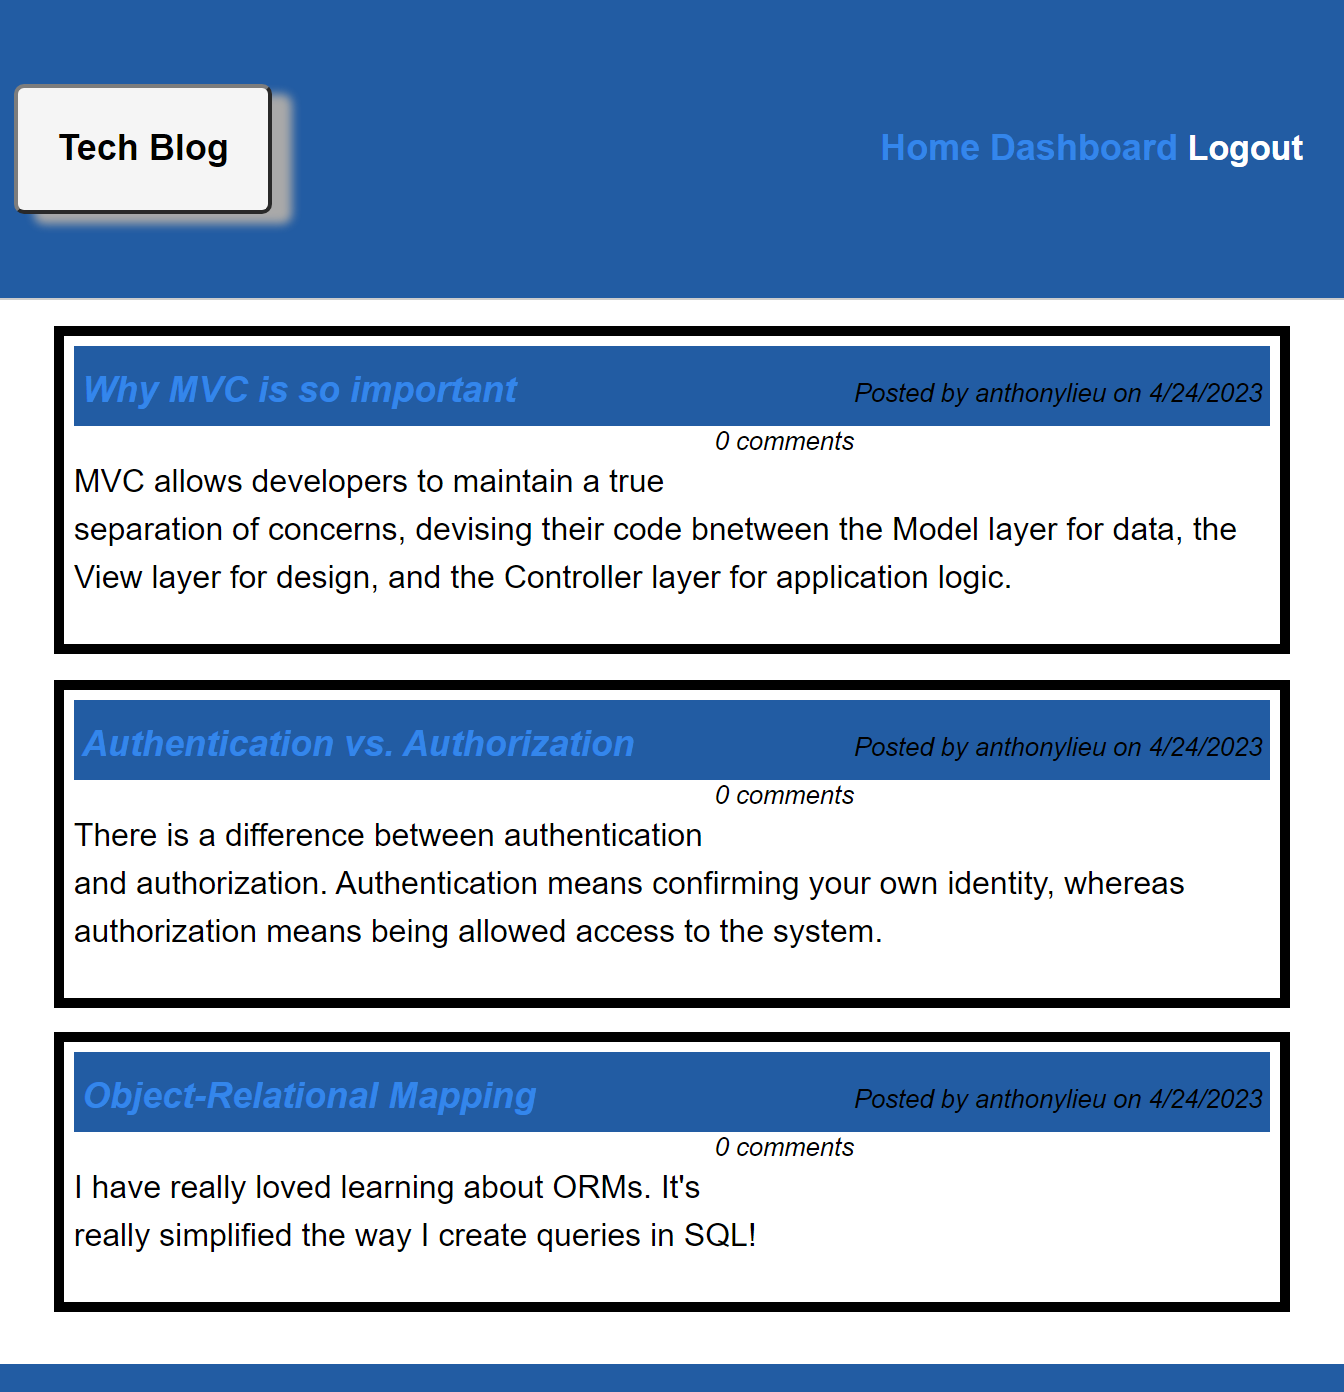 Tech Blog
Home Dashboard Logout
Why MVC is so important
Posted by anthonylieu on 4/24/2023
0 comments
MVC allows developers to maintain a true
separation of concerns, devising their code bnetween the Model layer for data, the
View layer for design, and the Controller layer for application logic.
Authentication vs. Authorization
Posted by anthonylieu on 4/24/2023
0 comments
There is a difference between authentication
and authorization. Authentication means confirming your own identity, whereas
authorization means being allowed access to the system.
Object-Relational Mapping
Posted by anthonylieu on 4/24/2023
0 comments
I have really loved learning about ORMs. It's
really simplified the way I create queries in SQL!